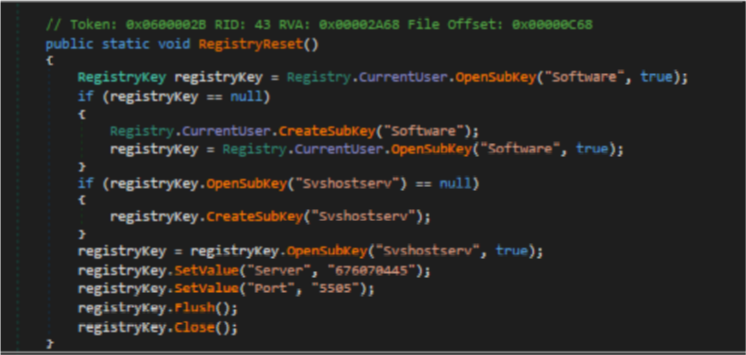 // Token: 0x0600002B RID: 43 RVA: 0x00002A68 File Offset: 0x00000C68
public static void RegistryReset()
{
RegistryKey registryKey = Registry.CurrentUser.OpenSubKey("Software", true);
if (registryKey == null)
{
Registry.CurrentUser.CreateSubKey("Software");
registryKey = Registry.CurrentUser.OpenSubKey("Software", true);
}
if (registryKey.OpenSubKey("Svshostserv") == null)
{
registryKey.CreateSubKey("Svshostserv");
}
registryKey = registryKey.OpenSubKey("Svshostserv", true);
registryKey.SetValue("Server", "676070445");
registryKey.SetValue("Port", "5505");
registryKey.Flush();
registryKey.Close();
}